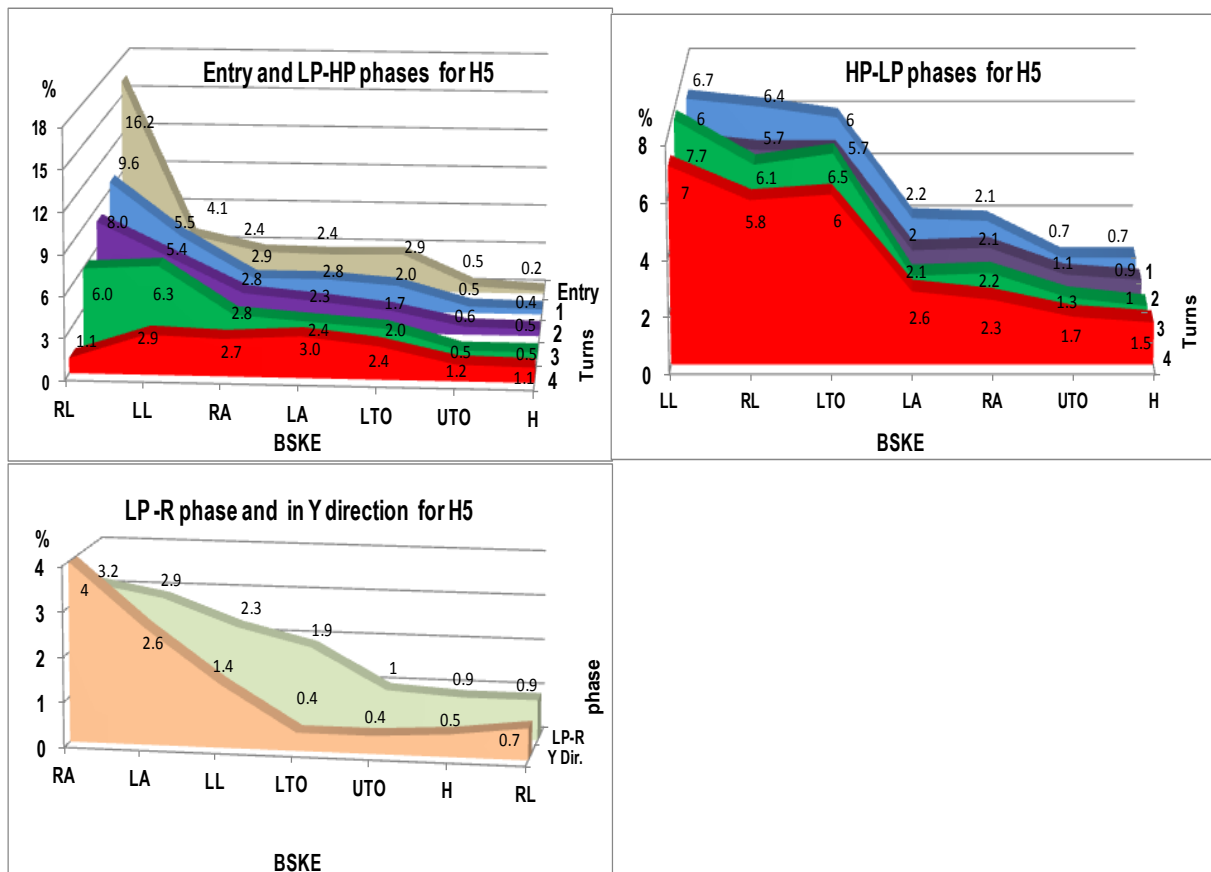 Entry and LP-HP phases for H5
%
18
15
12
9
6
3
0
16.2 4.1 2.4 2.4 2.9 0.5 0.2
9.6 5.5 2.9 2.8 2.0 0.5 0.4
8.0 5.4 2.8 2.3 1.7 0.6 0.5
6.0 6.3 2.8 2.4 2.0 0.5 0.5
1.1 2.9 2.7 3.0 2.4 1.2 1.1
Entry
1
2
3
4
Turns
RL LL RA LA LTO UTO H
BSKE
HP-LP phases for H5
%
8
6
4
2
0
6.7 6.4 6 2.2 2.1 0.7 0.7
6 5.7 5.7 2 2.1 1.1 0.9
7.7 6.1 6.5 2.1 2.2 1.3 1
7 5.8 6 2.6 2.3 1.7 1.5
1
2
3
4
Turns
LL RL LTO LA RA UTO H
BSKE
LP -R phase and in Y direction for H5
%
4
3
2
1
0
3.2 2.9 2.3 1.9 1 0.9 0.9
4 2.6 1.4 0.4 0.4 0.5 0.7
LP-R
Y Dir.
phase
RA LA LL LTO UTO H RL
BSKE